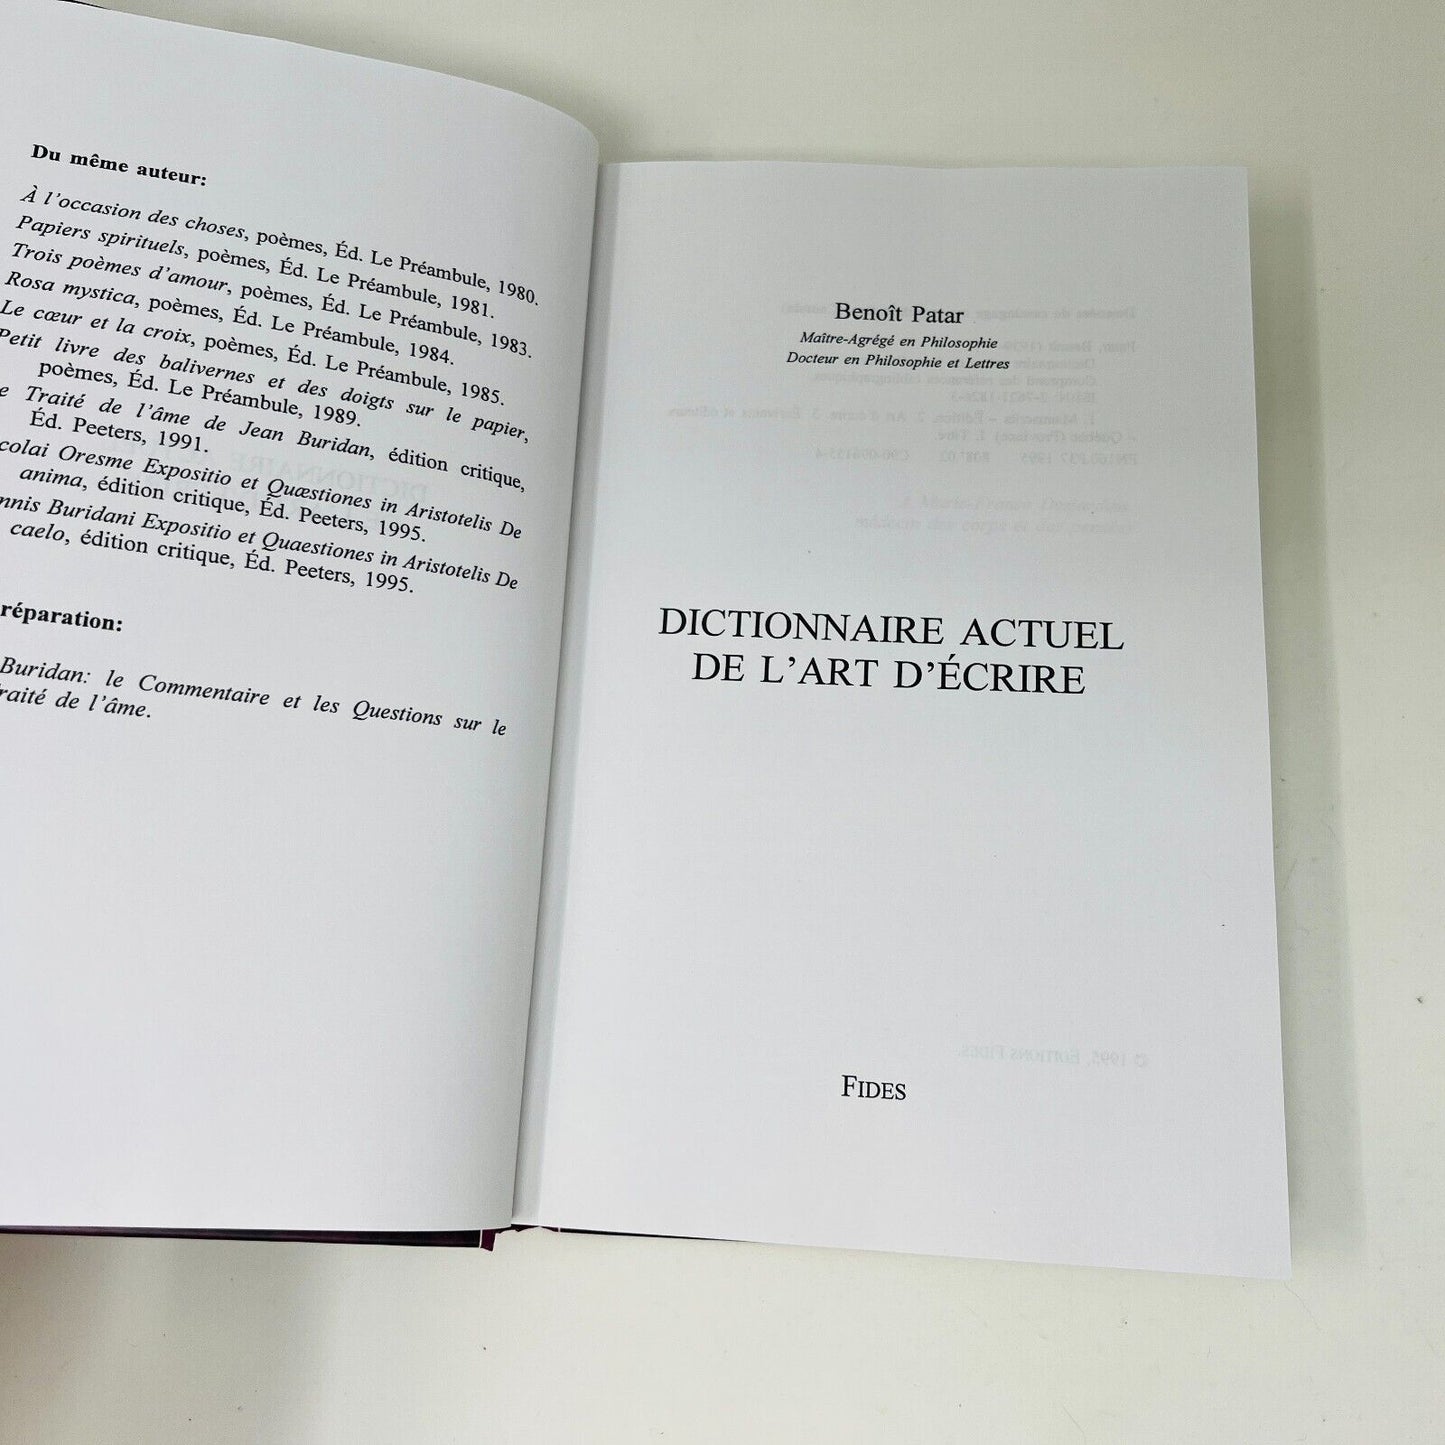 Du même auteur:
À l'occasion des choses, poèmes, Éd. Le Préambule, 1980.
Papiers spirituels, poèmes, Éd. Le Préambule, 1981.
Trois poèmes d'amour, poèmes, Éd. Le Préambule, 1983.
Rosa mystica, poèmes, Éd. Le Préambule, 1984.
Le cœur et la croix, poèmes, Éd. Le Préambule, 1985.
Petit livre des balivernes et des doigts sur le papier,
poèmes, Éd. Le Préambule, 1989.
Traité de l'âme de Jean Buridan, édition critique,
Éd. Peeters, 1991.
Oresme Expositio et Quæstiones in Aristotelis De
anima, édition critique, Éd. Peeters, 1995.
Buridani Expositio et Quaestiones in Aristotelis De
caelo, édition critique, Éd. Peeters, 1995.
réparation:
Buridan: le Commentaire et les Questions sur le
raité de l'âme.
Benoît Patar
Maître-Agrégé en Philosophie
Docteur en Philosophie et Lettres
DICTIONNAIRE ACTUEL
DE L'ART D'ÉCRIRE
FIDES